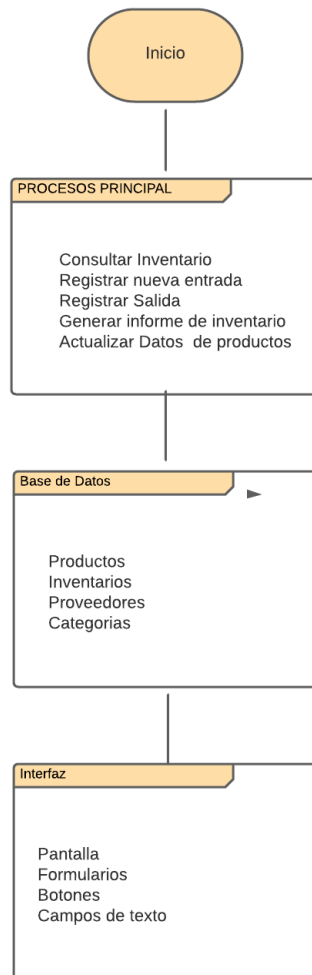 Inicio
PROCESOS PRINCIPAL
Consultar Inventario
Registrar nueva entrada
Registrar Salida
Generar informe de inventario
Actualizar Datos de productos
Base de Datos
Productos
Inventarios
Proveedores
Categorias
Interfaz
Pantalla
Formularios
Botones
Campos de texto